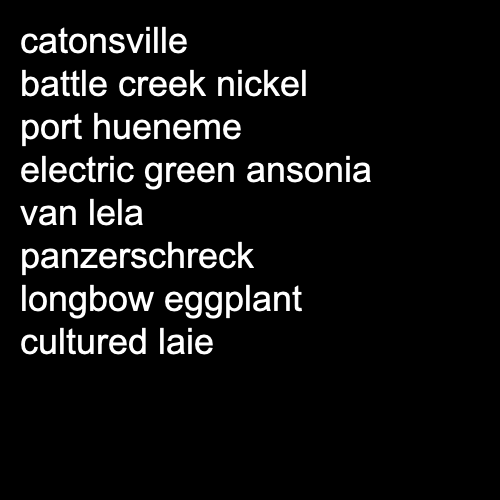 catonsville
battle creek nickel
port hueneme
electric green ansonia
van lela
panzerschreck
longbow eggplant
cultured laie